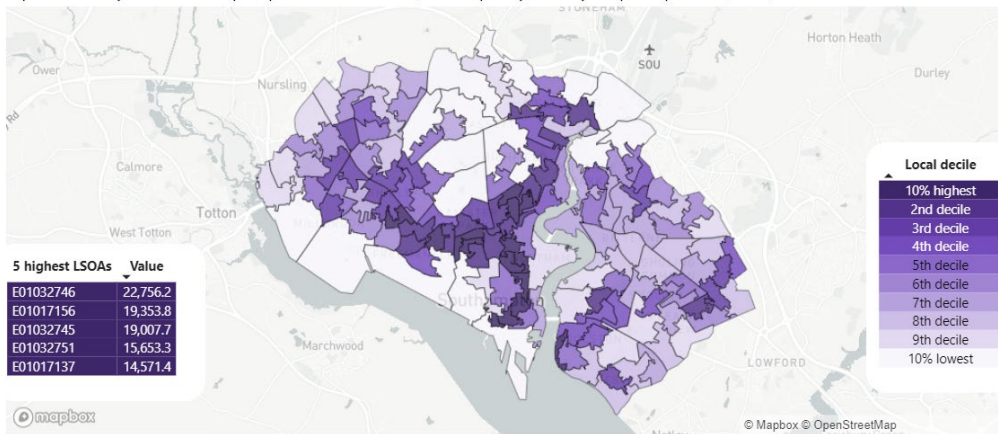 STONEHAM
Horton Heath
Ower
SOU
Durley
Nursling
Rd
Calmore
Totton
West Totton
Southampton
Marchwood
LOWFORD
5 highest LSOAs Value
E01032746 22,756.2
E01017156 19,353.8
E01032745 19,007.7
E01032751 15,653.3
E01017137 14,571.4
Local decile
10% highest
2nd decile
3rd decile
4th decile
5th decile
6th decile
7th decile
8th decile
9th decile
10% lowest
mapbox
© Mapbox © OpenStreetMap